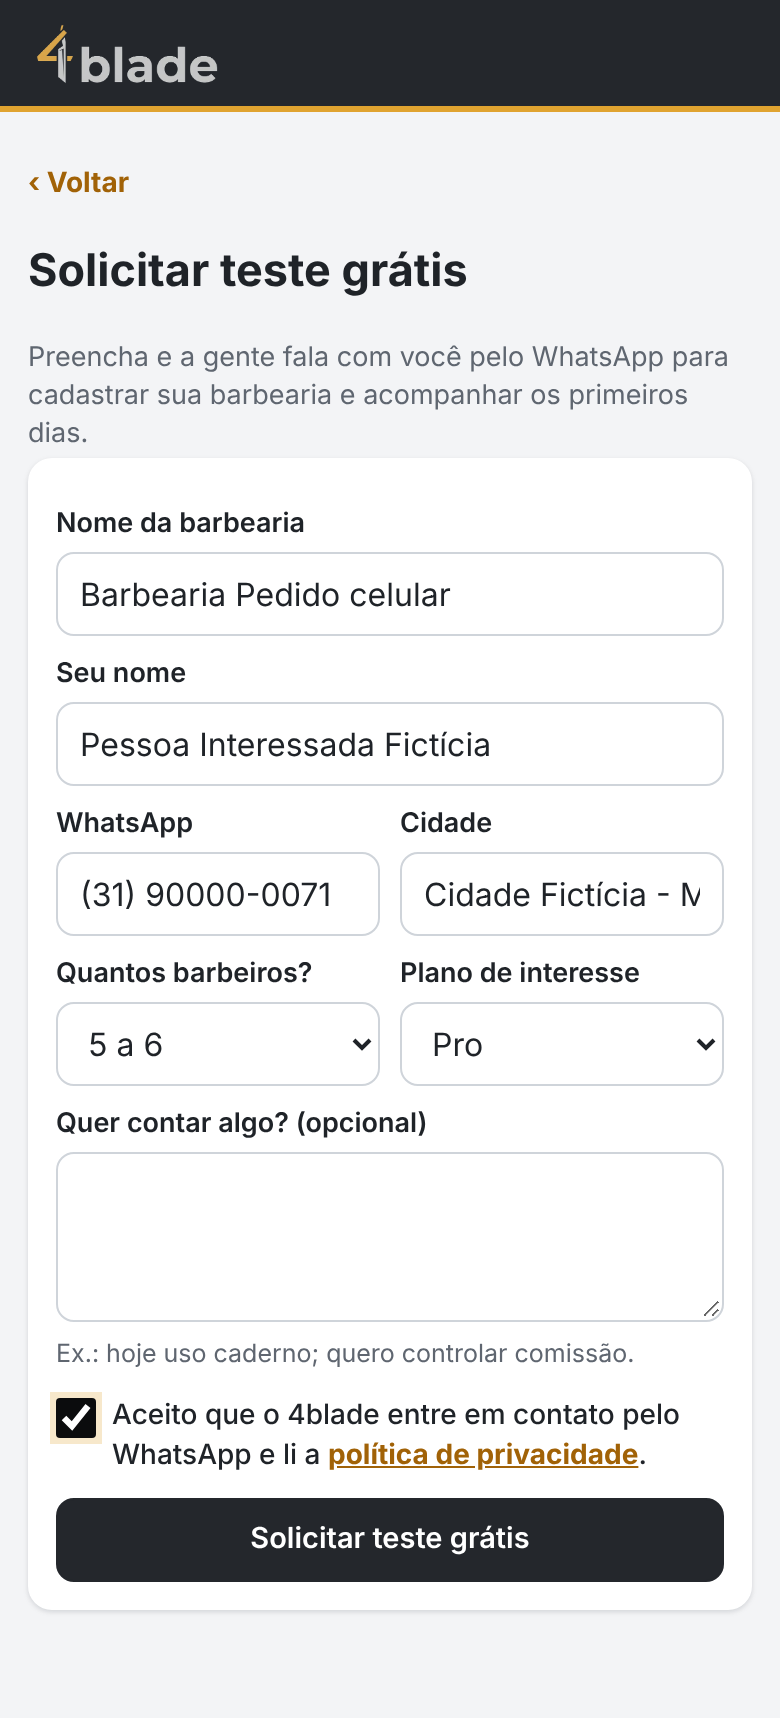 4blade
‹ Voltar
Solicitar teste grátis
Preencha e a gente fala com você pelo WhatsApp para
cadastrar sua barbearia e acompanhar os primeiros
dias.
Nome da barbearia
Barbearia Pedido celular
Seu nome
Pessoa Interessada Fictícia
WhatsApp
Cidade
(31) 90000-0071
Cidade Fictícia - M
Quantos barbeiros?
Plano de interesse
5 a 6
Pro
Quer contar algo? (opcional)
Ex.: hoje uso caderno; quero controlar comissão.
Aceito que o 4blade entre em contato pelo
WhatsApp e li a política de privacidade.
Solicitar teste grátis